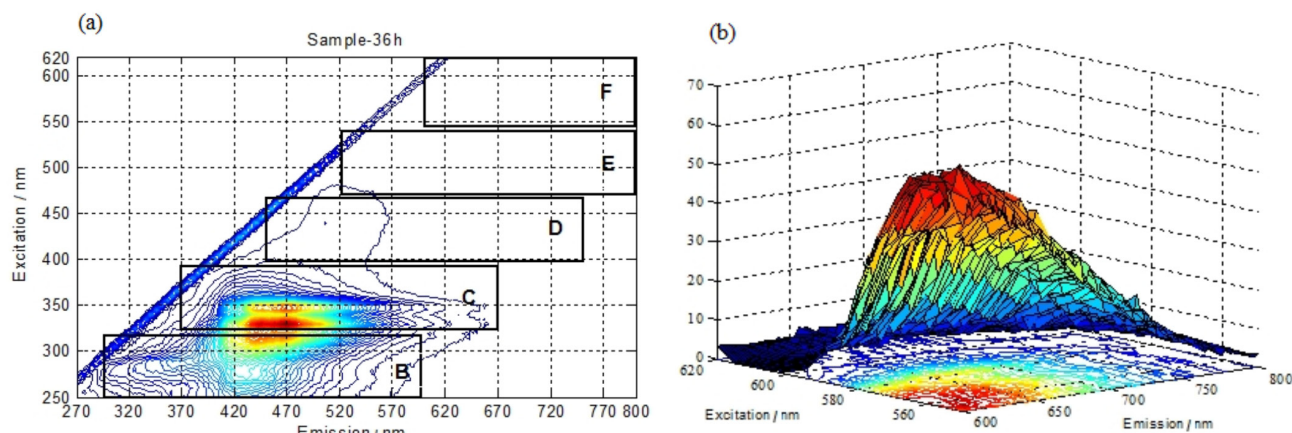 (a)
Sample-36h
620
600
550
500
450
400
350
300
250
Excitation / nm
F
E
D
C
B
270 320 370 420 470 520 570 620 670 720 770 800
Emission / nm
(b)
70
60
50
40
30
20
10
0
620
600
580
560
Excitation / nm
600
650
700
750
800
Emission / nm